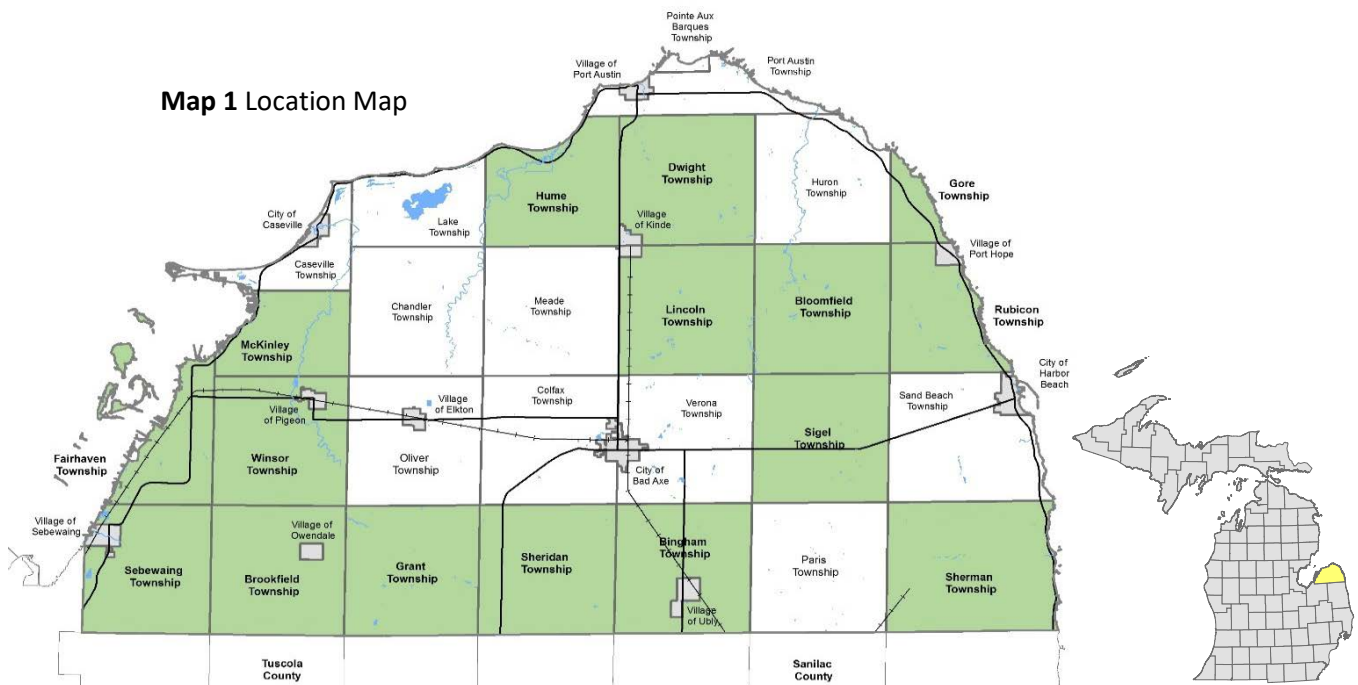 Pointe Aux
Barques
Township
Village of
Port Austin
Port Austin
Township
Map 1 Location Map
Dwight
Township
Huron
Township
Gore
Township
Hume
Township
City of
Caseville
Lake
Township
Village
of Kinde
Village of
Port Hope
Caseville
Township
Chandler
Township
Meade
Township
Lincoln
Township
Bloomfield
Township
Rubicon
Township
McKinley
Township
City of
Harbor
Beach
Village
of Pigeon
Village
of Elkton
Colfax
Township
Verona
Township
Sand Beach
Township
Sigel
Township
Fairhaven
Township
Winsor
Township
Oliver
Township
City of
Bad Axe
Village of
Sebewaing
Village of
Owendale
Sebewaing
Township
Brookfield
Township
Grant
Township
Sheridan
Township
Bingham
Township
Paris
Township
Sherman
Township
Village
of Ubly
Tuscola
County
Sanilac
County